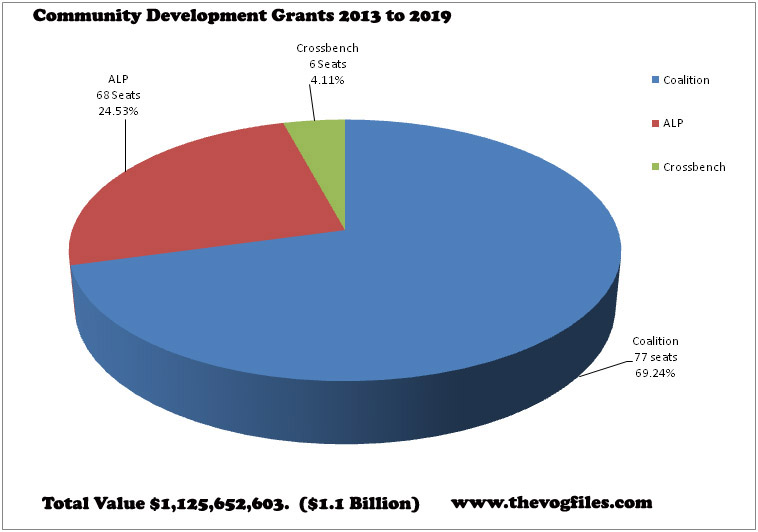 Community Development Grants 2013 to 2019
Crossbench
6 Seats
4.11%
ALP
68 Seats
24.53%
Coalition
ALP
Crossbench
Coalition
77 seats
69.24%
Total Value $1,125,652,603. ($1.1 Billion) www.thevogfiles.com